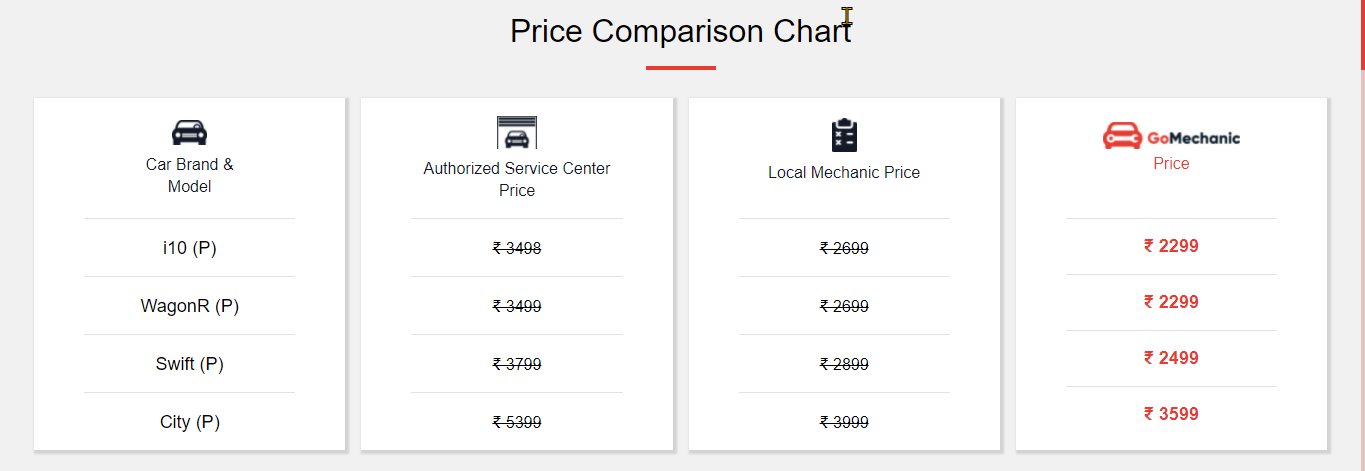 Price Comparison Chart
Car Brand &
Model
i10 (P)
WagonR (P)
Swift (P)
City (P)
Authorized Service Center
Price
₹ 3498
₹ 3499
₹ 3799
₹ 5399
Local Mechanic Price
₹ 2699
₹ 2699
₹ 2899
₹ 3999
GoMechanic
Price
₹ 2299
₹ 2299
₹ 2499
₹ 3599